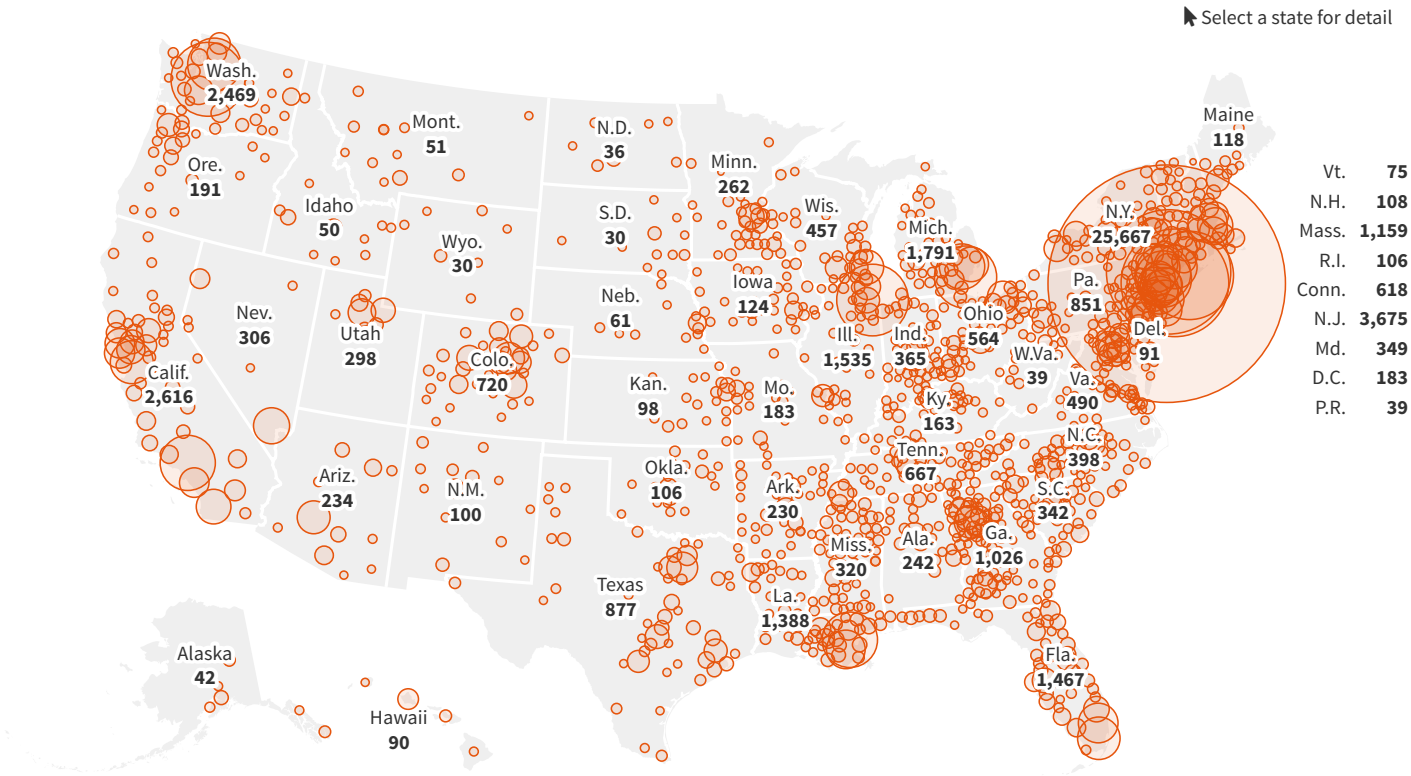 Select a state for detail
Wash.
2,469
Ore.
191
Calif.
2,616
Idaho
50
Nev.
306
Mont.
51
Wyo.
30
Utah
298
Colo.
720
Ariz.
234
N.M.
100
N.D.
36
S.D.
30
Neb.
61
Kan.
98
Okla.
106
Texas
877
Minn.
262
Iowa
124
Mo.
183
Ark.
230
La.
1,388
Wis.
457
Ill.
1,535
Mich.
1,791
Ind.
365
Ohio
564
Ky.
163
Tenn.
667
Miss.
320
Ala.
242
Ga.
1,026
Fla.
1,467
S.C.
342
N.C.
398
Va.
490
W.Va.
39
Pa.
851
N.Y.
25,667
Del.
91
Maine
118
Vt. 75
N.H. 108
Mass. 1,159
R.I. 106
Conn. 618
N.J. 3,675
Md. 349
D.C. 183
P.R. 39
Alaska
42
Hawaii
90